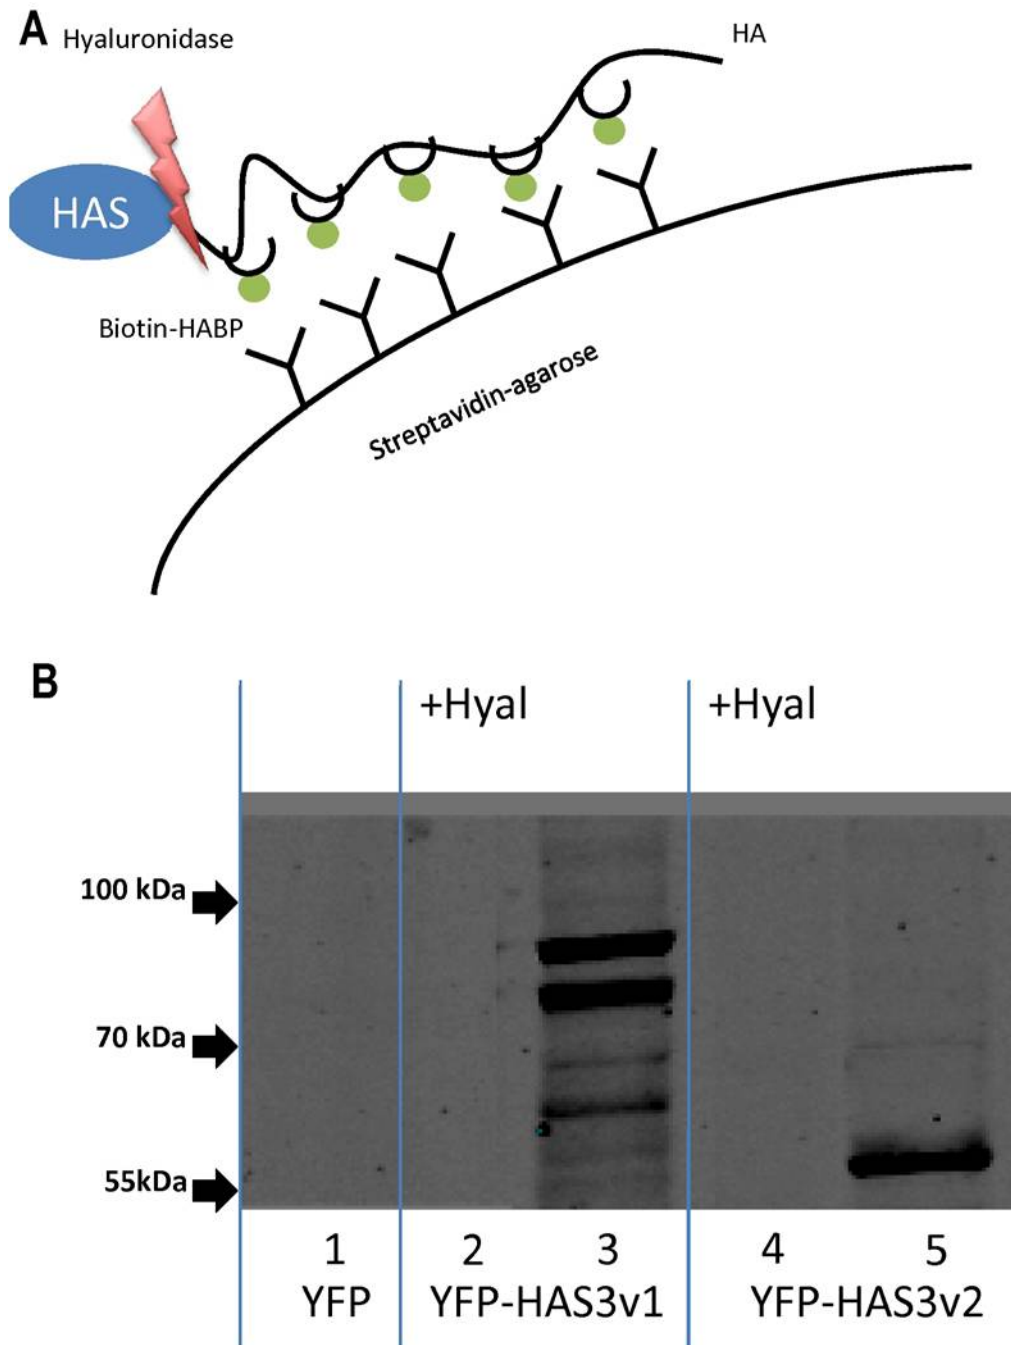 A Hyaluronidase
HA
HAS
Biotin-HABP
Streptavidin-agarose
B
+Hyal +Hyal
100 kDa
70 kDa
55kDa
1 2 3 4 5
YFP YFP-HAS3v1 YFP-HAS3v2